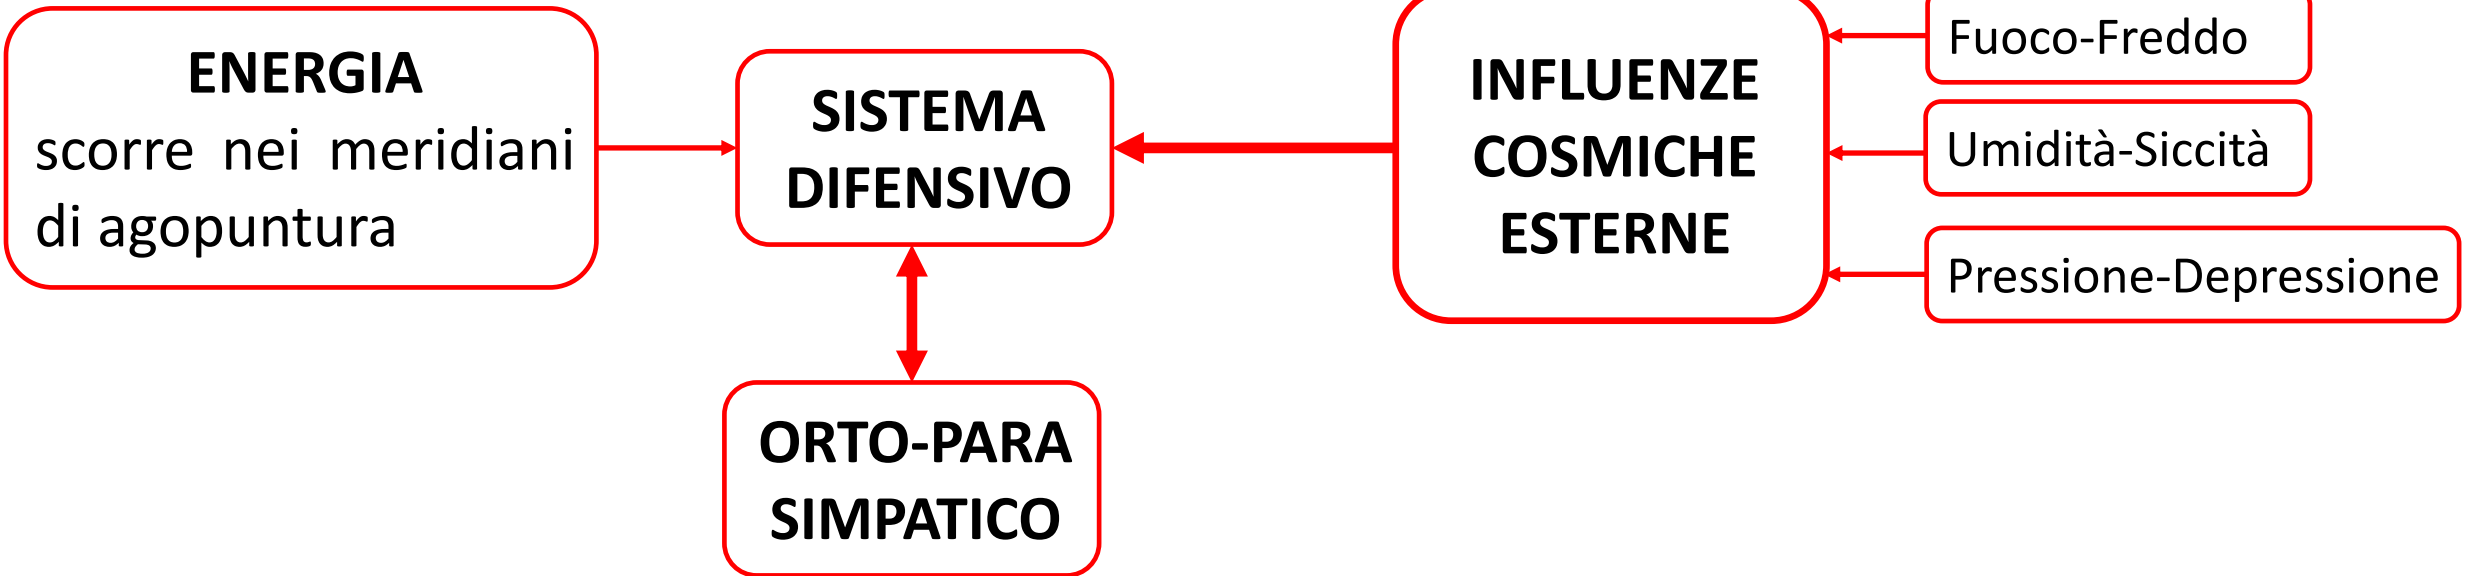 ENERGIA
scorre nei meridiani
di agopuntura
SISTEMA
DIFENSIVO
ORTO-PARA
SIMPATICO
INFLUENZE
COSMICHE
ESTERNE
Fuoco-Freddo
Umidità-Siccità
Pressione-Depressione